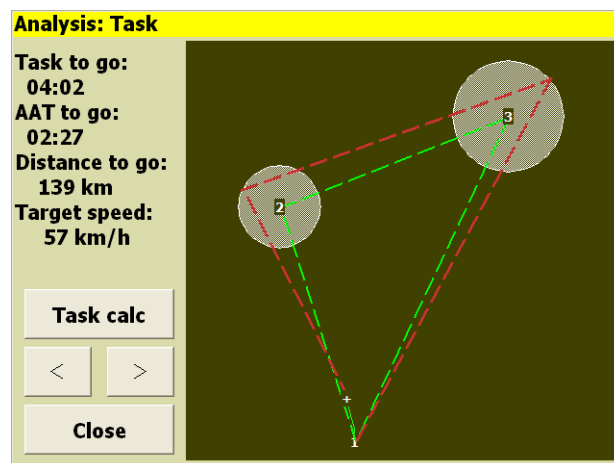 Analysis: Task
Task to go:
04:02
AAT to go:
02:27
Distance to go:
139 km
Target speed:
57 km/h
Task calc
< >
Close
3
2
1